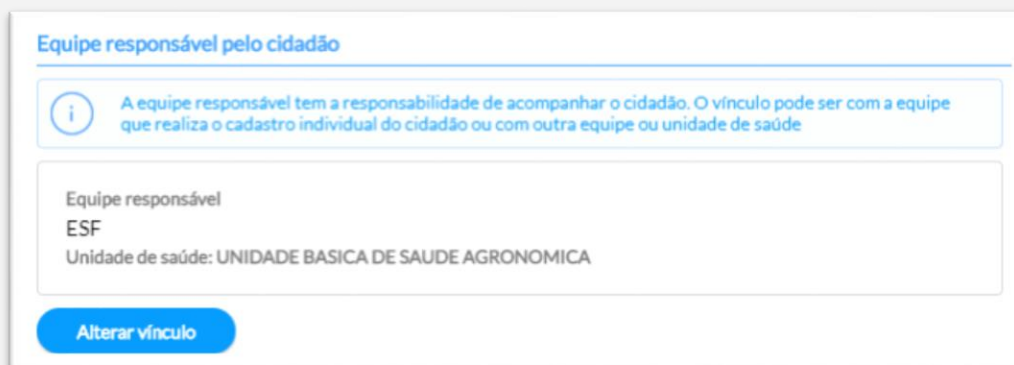 Equipe responsável pelo cidadão
i
A equipe responsável tem a responsabilidade de acompanhar o cidadão. O vínculo pode ser com a equipe
que realiza o cadastro individual do cidadão ou com outra equipe ou unidade de saúde
Equipe responsável
ESF
Unidade de saúde: UNIDADE BASICA DE SAUDE AGRONOMICA
Alterar vínculo